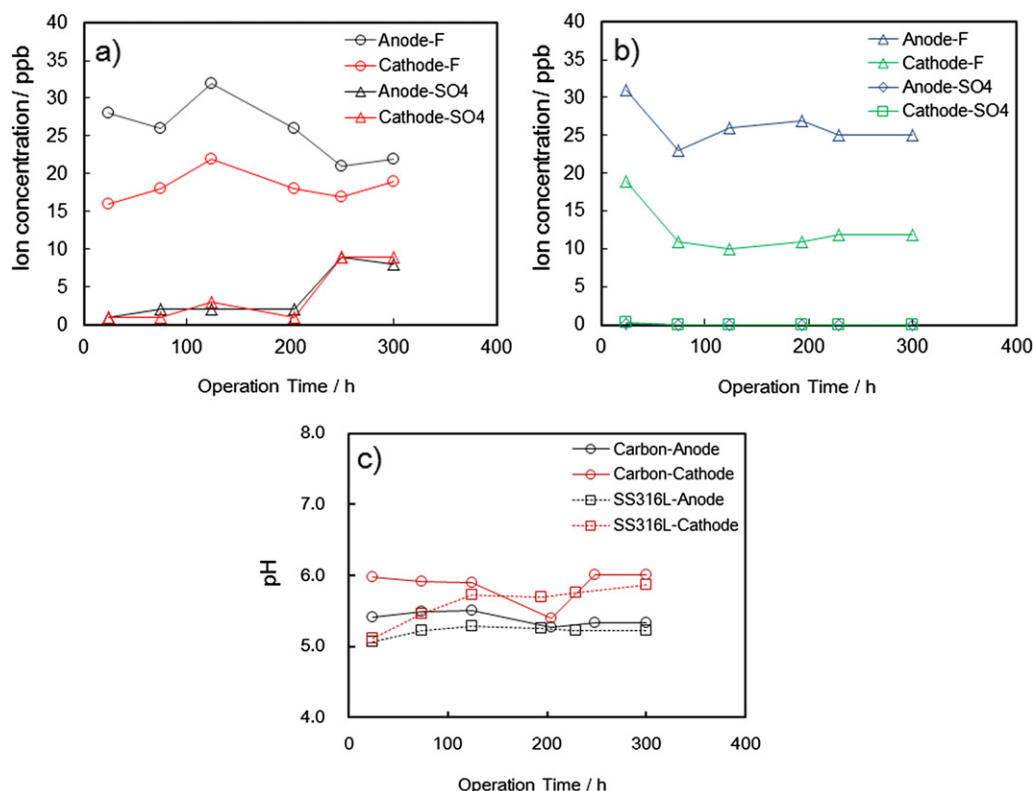 a)
Ion concentration / ppb
40
35
30
25
20
15
10
5
0
0 100 200 300 400
Operation Time / h
Anode-F
Cathode-F
Anode-SO4
Cathode-SO4
b)
Ion concentration / ppb
40
35
30
25
20
15
10
5
0
0 100 200 300 400
Operation Time / h
Anode-F
Cathode-F
Anode-SO4
Cathode-SO4
c)
pH
8.0
7.0
6.0
5.0
4.0
0 100 200 300 400
Operation Time / h
Carbon-Anode
Carbon-Cathode
SS316L-Anode
SS316L-Cathode